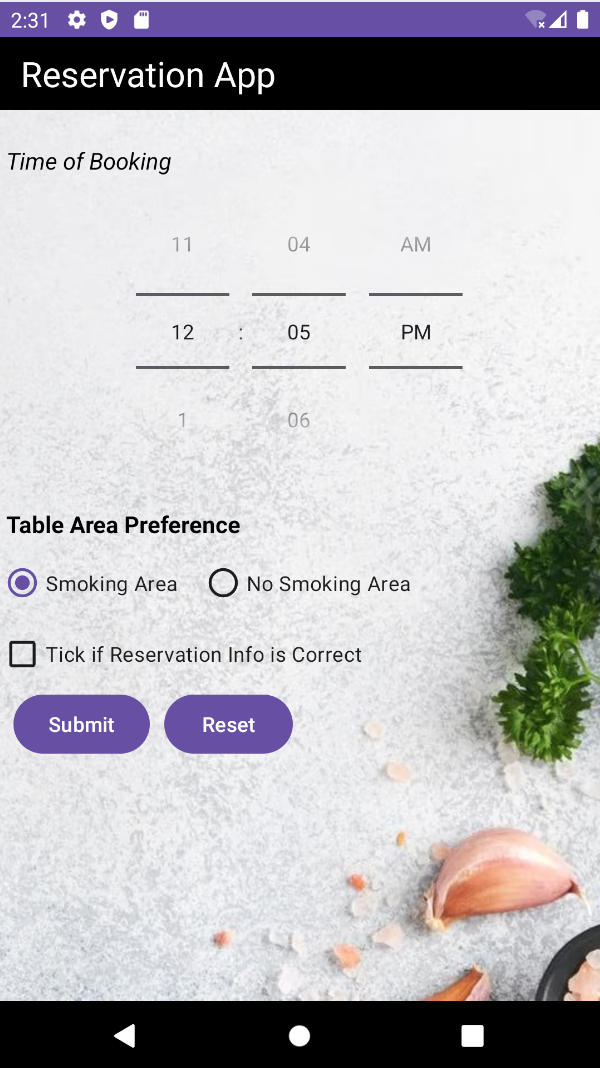 2:31
Reservation App
Time of Booking
11 04 AM
12 : 05 PM
1 06
Table Area Preference
Smoking Area No Smoking Area
Tick if Reservation Info is Correct
Submit Reset